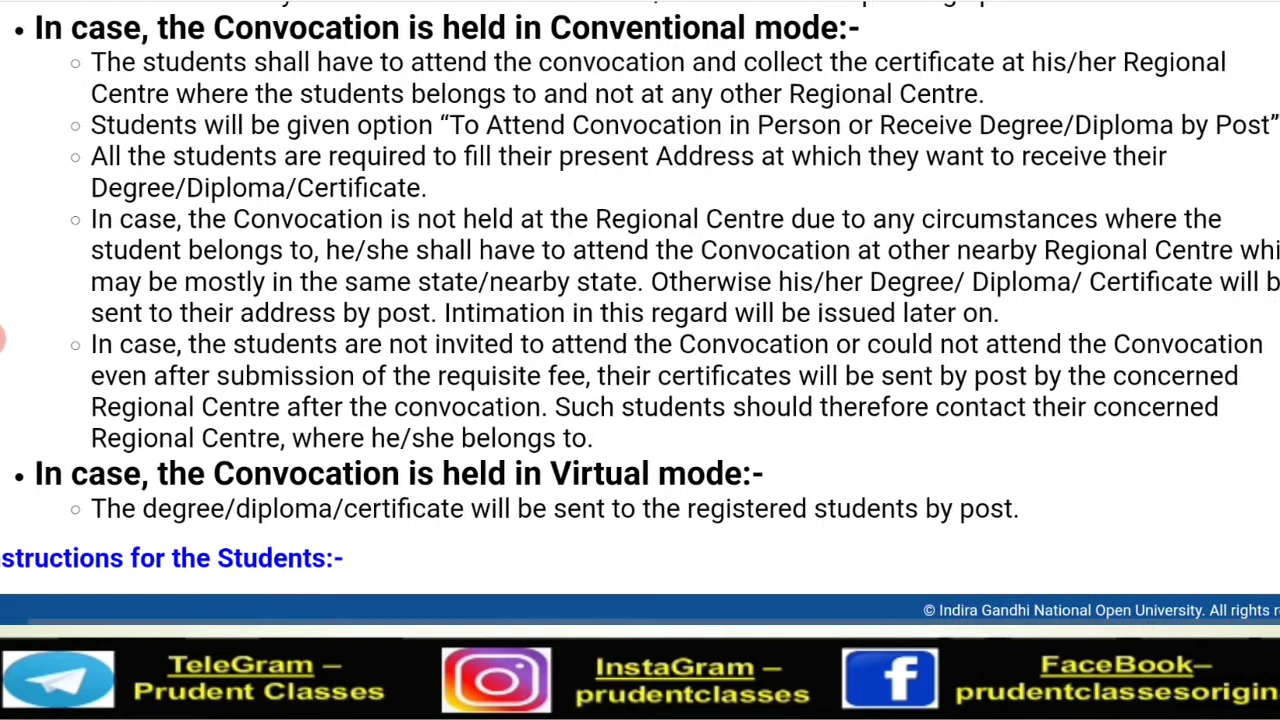 In case, the Convocation is held in Conventional mode:-
The students shall have to attend the convocation and collect the certificate at his/her Regional
Centre where the students belongs to and not at any other Regional Centre.
Students will be given option “To Attend Convocation in Person or Receive Degree/Diploma by Post”
All the students are required to fill their present Address at which they want to receive their
Degree/Diploma/Certificate.
In case, the Convocation is not held at the Regional Centre due to any circumstances where the
student belongs to, he/she shall have to attend the Convocation at other nearby Regional Centre whi
may be mostly in the same state/nearby state. Otherwise his/her Degree/ Diploma/ Certificate will b
sent to their address by post. Intimation in this regard will be issued later on.
In case, the students are not invited to attend the Convocation or could not attend the Convocation
even after submission of the requisite fee, their certificates will be sent by post by the concerned
Regional Centre after the convocation. Such students should therefore contact their concerned
Regional Centre, where he/she belongs to.
In case, the Convocation is held in Virtual mode:-
The degree/diploma/certificate will be sent to the registered students by post.
structions for the Students:-
© Indira Gandhi National Open University. All rights r
TeleGram –
Prudent Classes
InstaGram –
prudentclasses
FaceBook–
prudentclassesorigin